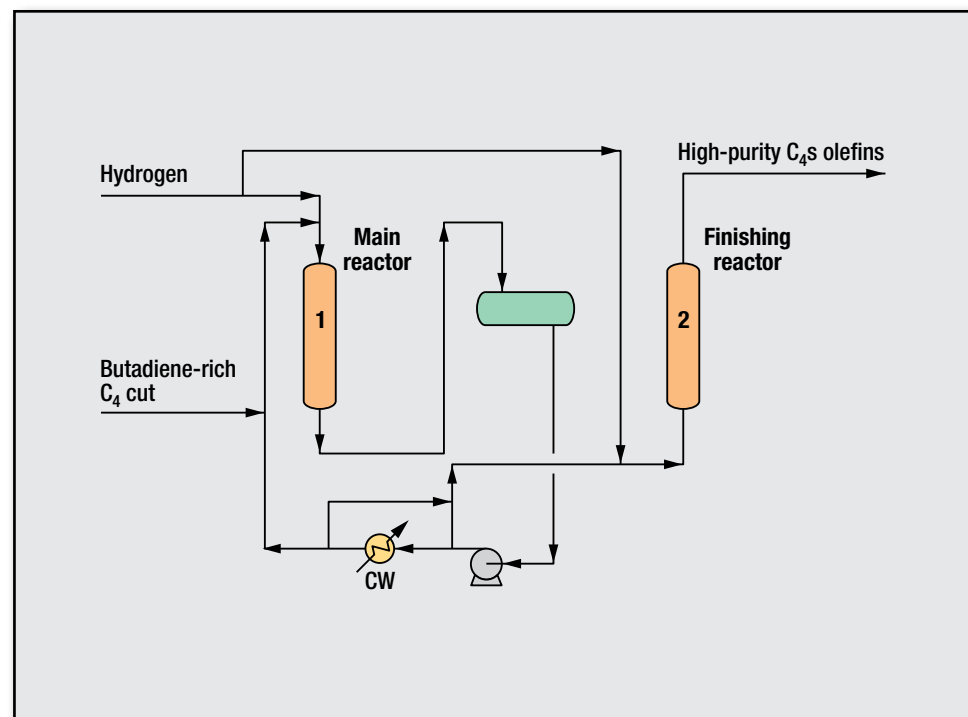 Hydrogen
High-purity C₄s olefins
Main
reactor
Finishing
reactor
1
2
Butadiene-rich
C₄ cut
CW